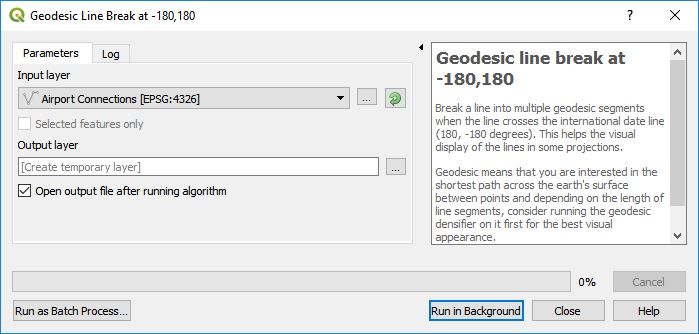 Geodesic Line Break at -180,180
Parameters
Log
Input layer
Airport Connections [EPSG:4326]
...
Selected features only
Output layer
[Create temporary layer]
...
Open output file after running algorithm
Geodesic line break at
-180,180
Break a line into multiple geodesic segments
when the line crosses the international date line
(180, -180 degrees). This helps the visual
display of the lines in some projections.
Geodesic means that you are interested in the
shortest path across the earth's surface
between points and depending on the length of
line segments, consider running the geodesic
densifier on it first for the best visual
appearance.
0%
Cancel
Run as Batch Process...
Run in Background
Close
Help